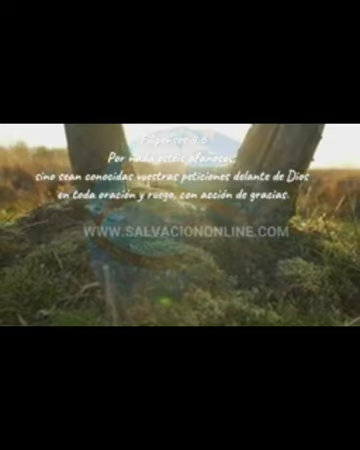 Filipenses 4:6
Por nada estéis afanosos,
sino sean conocidas vuestras peticiones delante de Dios
en toda oración y ruego, con acción de gracias.
WWW.SALVACIONONLINE.COM